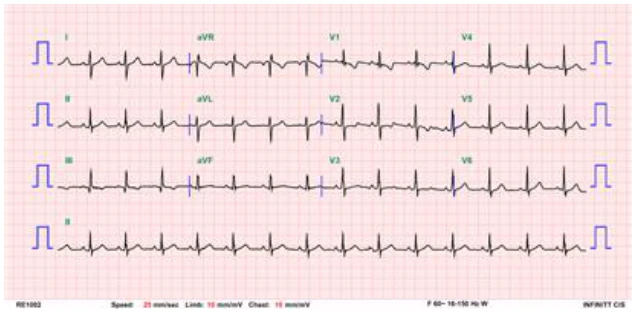 I aVR V1 V4
II aVL V2 V5
III aVF V3 V6
II
RE1002 Speed: 25 mm/sec Limb: 10 mm/mV Chest: 10 mm/mV F 60~ 16-150 Hz W INFINITT CIS